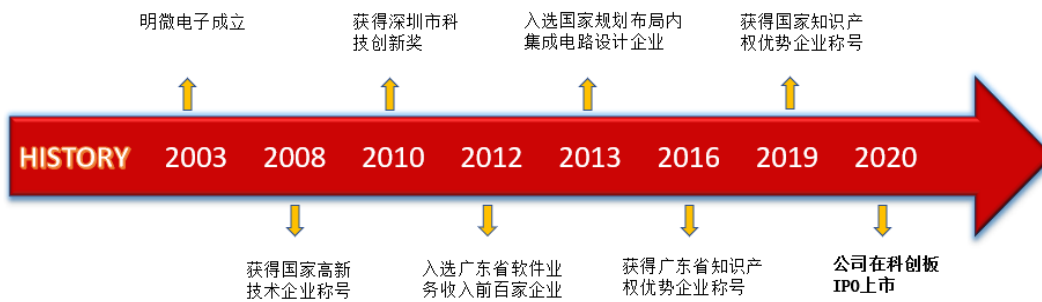 明微电子成立
获得深圳市科
技创新奖
入选国家规划布局内
集成电路设计企业
获得国家知识产
权优势企业称号
HISTORY 2003 2008 2010 2012 2013 2016 2019 2020
获得国家高新
技术企业称号
入选广东省软件业
务收入前百家企业
获得广东省知识产
权优势企业称号
公司在科创板
IPO上市